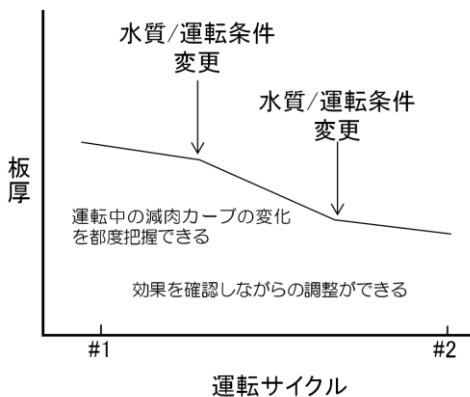 水質/運転条件
変更
水質/運転条件
変更
板厚
運転中の減肉カーブの変化
を都度把握できる
効果を確認しながらの調整ができる
#1
#2
運転サイクル